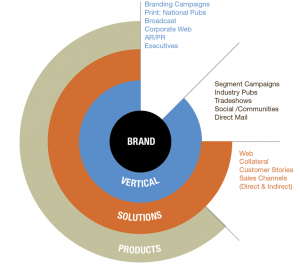 Branding Campaigns
Print: National Pubs
Broadcast
Corporate Web
AR/PR
Executives
Segment Campaigns
Industry Pubs
Tradeshows
Social /Communities
Direct Mail
BRAND
Web
Collateral
Customer Stories
Sales Channels
(Direct & Indirect)
VERTICAL
SOLUTIONS
PRODUCTS